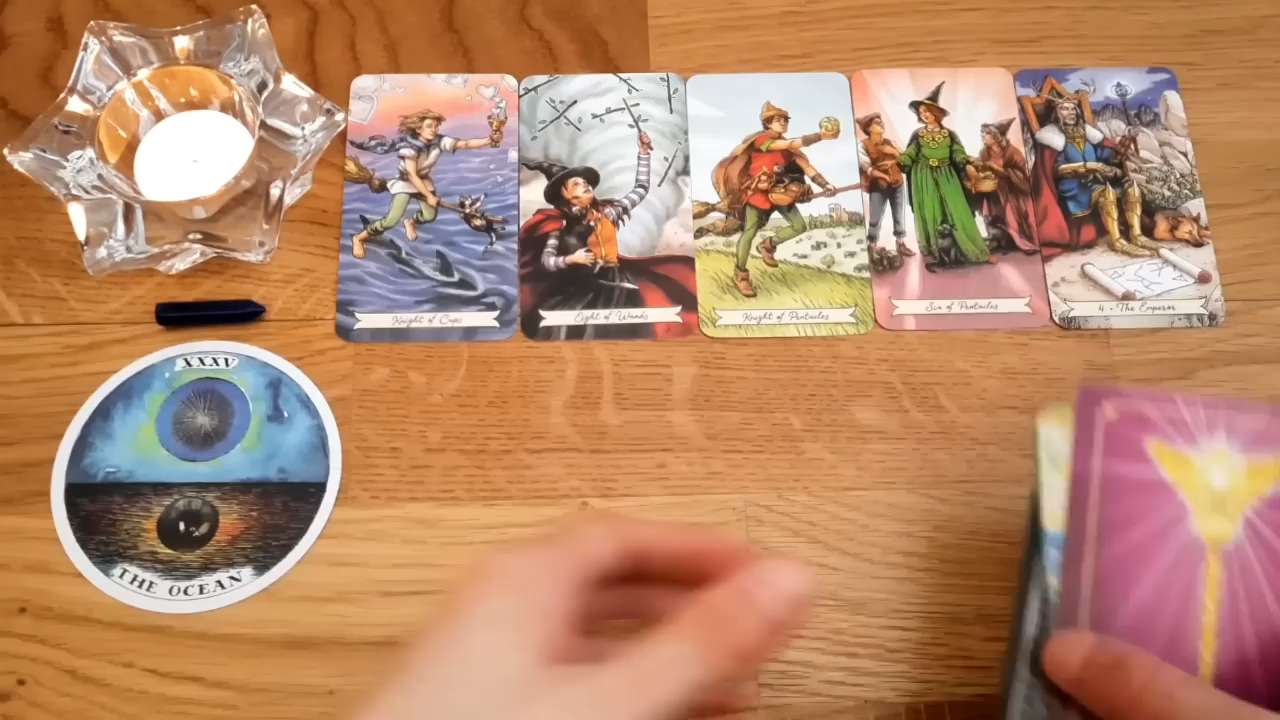 Knight of Cups
Eight of Wands
Knight of Pentacles
Six of Pentacles
4 • The Emperor
XXXV
THE OCEAN